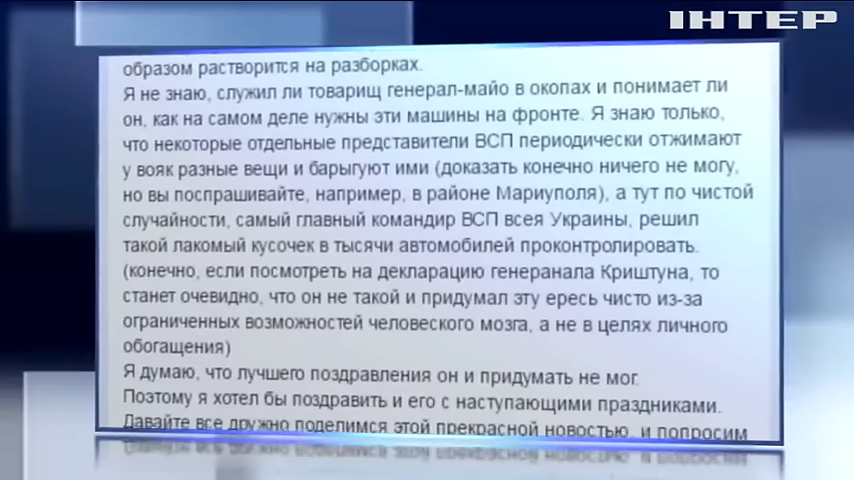 ІНТЕР
образом растворится на разборках.
Я не знаю, служил ли товарищ генерал-майо в окопах и понимает ли
он, как на самом деле нужны эти машины на фронте. Я знаю только,
что некоторые отдельные представители ВСП периодически отжимают
у вояк разные вещи и барыгуют ими (доказать конечно ничего не могу,
но вы поспрашивайте, например, в районе Мариуполя), а тут по чистой
случайности, самый главный командир ВСП всея Украины, решил
такой лакомый кусочек в тысячи автомобилей проконтролировать.
(конечно, если посмотреть на декларацию генеранала Криштуна, то
станет очевидно, что он не такой и придумал эту ересь чисто из-за
ограниченных возможностей человеского мозга, а не в целях личного
обогащения)
Я думаю, что лучшего поздравления он и придумать не мог.
Поэтому я хотел бы поздравить и его с наступающими праздниками.
Давайте все дружно поделимся этой прекрасной новостью, и попросим